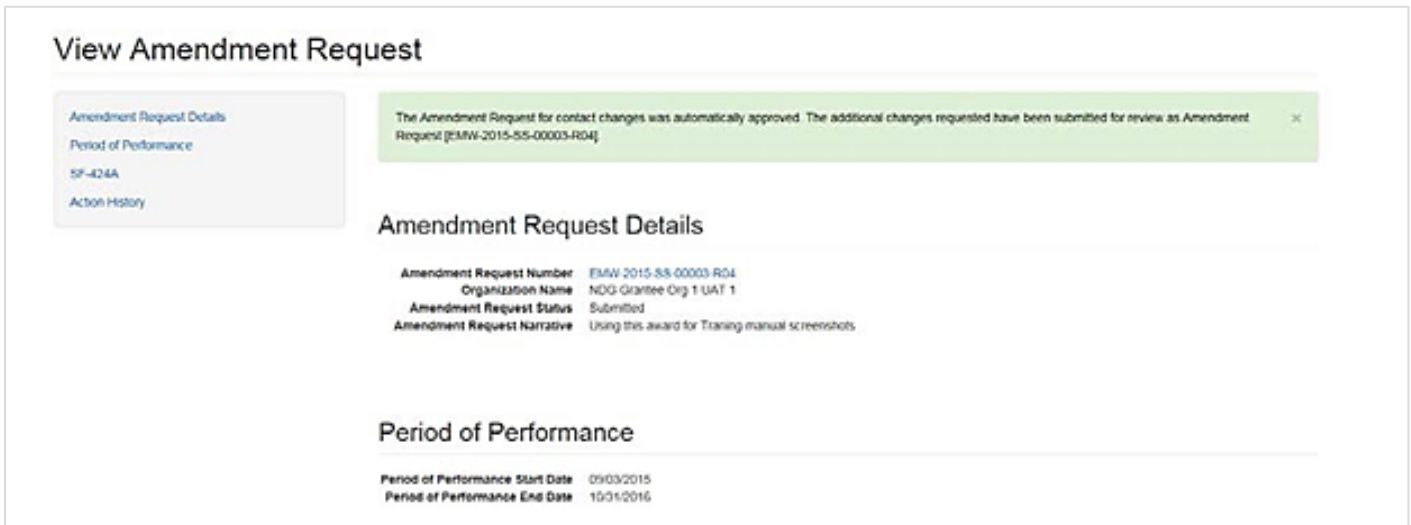 View Amendment Request
Amendment Request Details
Period of Performance
SF-424A
Action History
The Amendment Request for contact changes was automatically approved. The additional changes requested have been submitted for review as Amendment
Request [EMW-2015-SS-00003-R04].
×
Amendment Request Details
Amendment Request Number EMW-2015-SS-00003-R04
Organization Name NDG Grantee Org 1 UAT 1
Amendment Request Status Submitted
Amendment Request Narrative Using this award for Traning manual screenshots
Period of Performance
Period of Performance Start Date 09/03/2015
Period of Performance End Date 10/31/2016